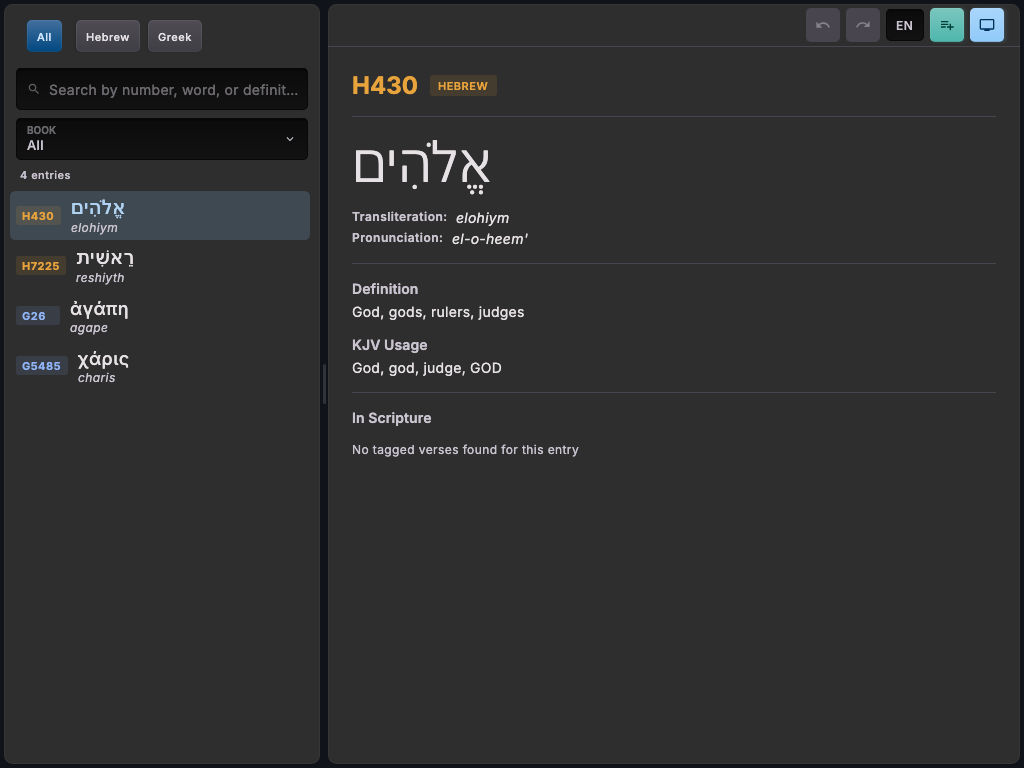 All
Hebrew
Greek
Search by number, word, or definit...
BOOK
All
4 entries
H430
אֱלֹהִים
elohiym
H7225
רֵאשִׁית
reshiyth
G26
ἀγάπη
agape
G5485
χάρις
charis
EN
H430
HEBREW
אֱלֹהִים
Transliteration: elohiym
Pronunciation: el-o-heem'
Definition
God, gods, rulers, judges
KJV Usage
God, god, judge, GOD
In Scripture
No tagged verses found for this entry